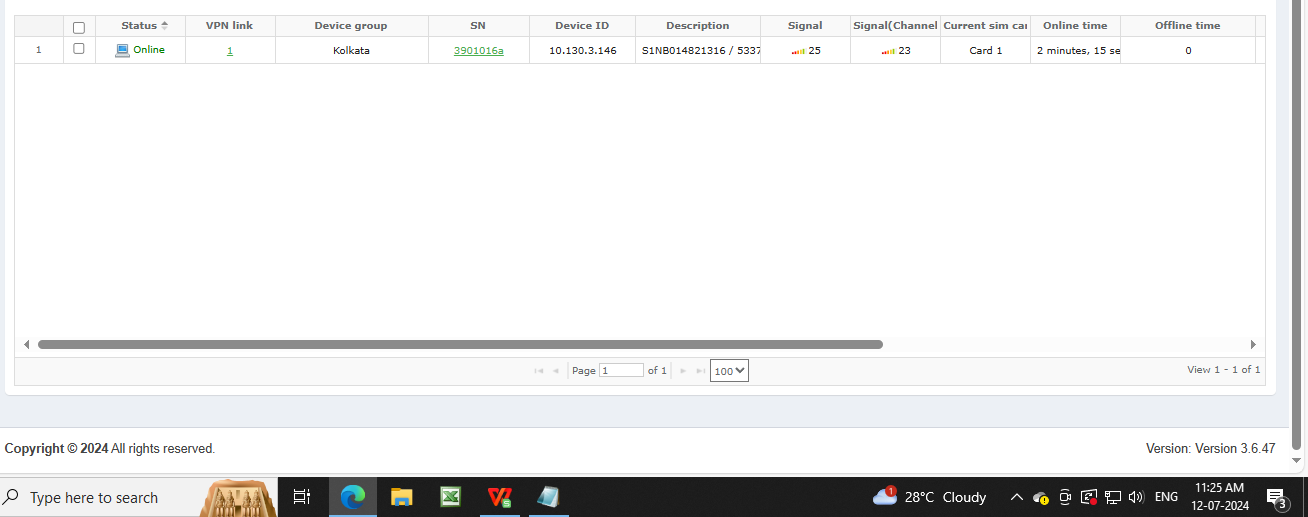 Status VPN link Device group SN Device ID Description Signal Signal(Channel Current sim car Online time Offline time
1 Online 1 Kolkata 3901016a 10.130.3.146 S1NB014821316 / 5337 25 23 Card 1 2 minutes, 15 se 0
Page 1 of 1 100 View 1 - 1 of 1
Copyright © 2024 All rights reserved. Version: Version 3.6.47
Type here to search 1 28°C Cloudy ENG 11:25 AM
12-07-2024 3